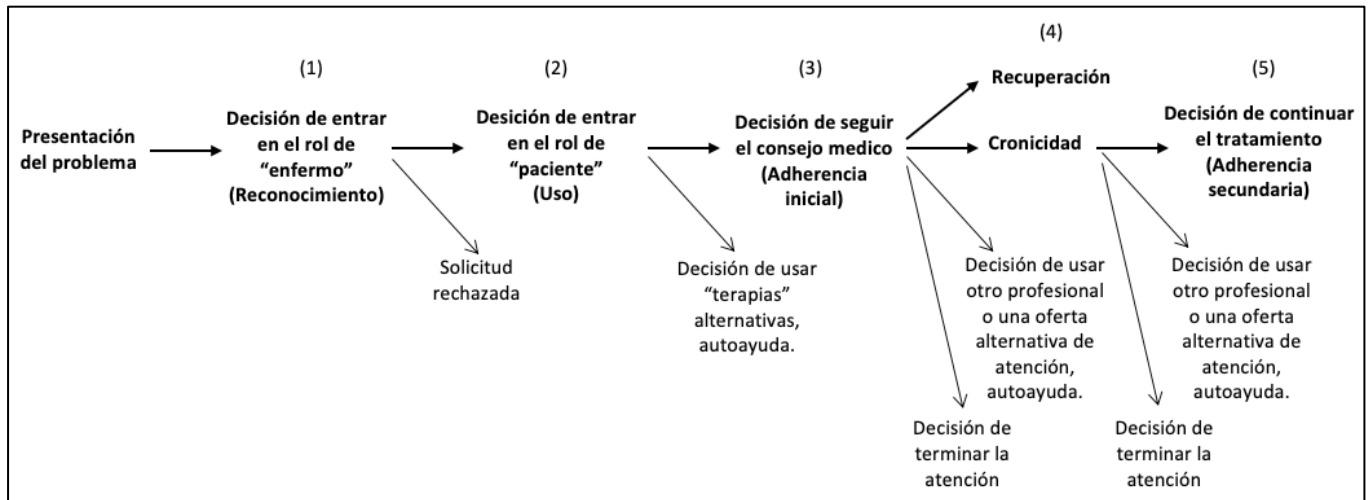 (1)
(2)
(3)
(4)
(5)
Presentación
del problema
Decisión de entrar
en el rol de
“enfermo”
(Reconocimiento)
Desición de entrar
en el rol de
“paciente”
(Uso)
Decisión de seguir
el consejo medico
(Adherencia
inicial)
Recuperación
Cronicidad
Decisión de continuar
el tratamiento
(Adherencia
secundaria)
Solicitud
rechazada
Decisión de usar
“terapias”
alternativas,
autoayuda.
Decisión de usar
otro profesional
o una oferta
alternativa de
atención,
autoayuda.
Decisión de usar
otro profesional
o una oferta
alternativa de
atención,
autoayuda.
Decisión de
terminar la
atención
Decisión de
terminar la
atención